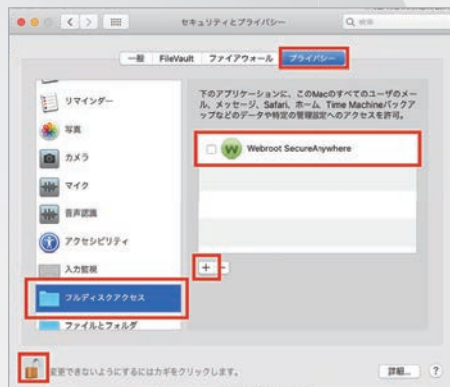 セキュリティとプライバシー
検索
一般
FileVault
ファイアウォール
プライバシー
リマインダー
写真
カメラ
マイク
音声認識
アクセシビリティ
入力監視
フルディスクアクセス
ファイルとフォルダ
下のアプリケーションに、このMacのすべてのユーザのメー
ル、メッセージ、Safari、ホーム、Time Machineバックア
ップなどのデータや特定の管理設定へのアクセスを許可。
Webroot SecureAnywhere
変更できないようにするにはカギをクリックします。
詳細...
?